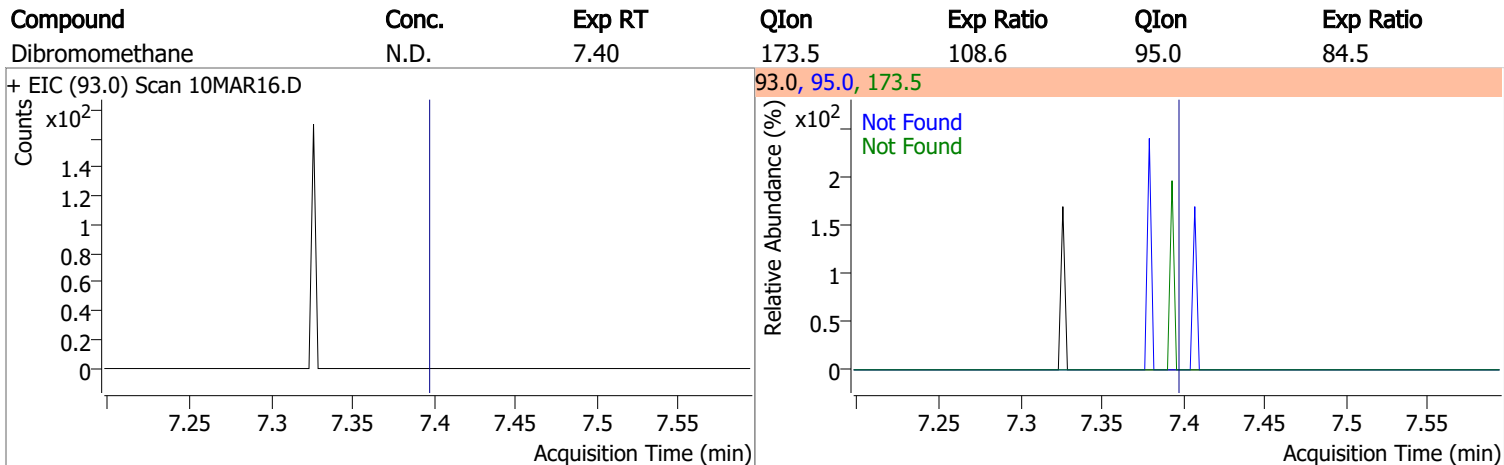 Compound Conc. Exp RT QIon Exp Ratio QIon Exp Ratio
Dibromomethane N.D. 7.40 173.5 108.6 95.0 84.5
+ EIC (93.0) Scan 10MAR16.D
Counts
x10²
1.4
1.2
1
0.8
0.6
0.4
0.2
0
7.25 7.3 7.35 7.4 7.45 7.5 7.55
Acquisition Time (min)
93.0, 95.0, 173.5
Relative Abundance (%)
x10²
Not Found
Not Found
2
1.5
1
0.5
0
7.25 7.3 7.35 7.4 7.45 7.5 7.55
Acquisition Time (min)